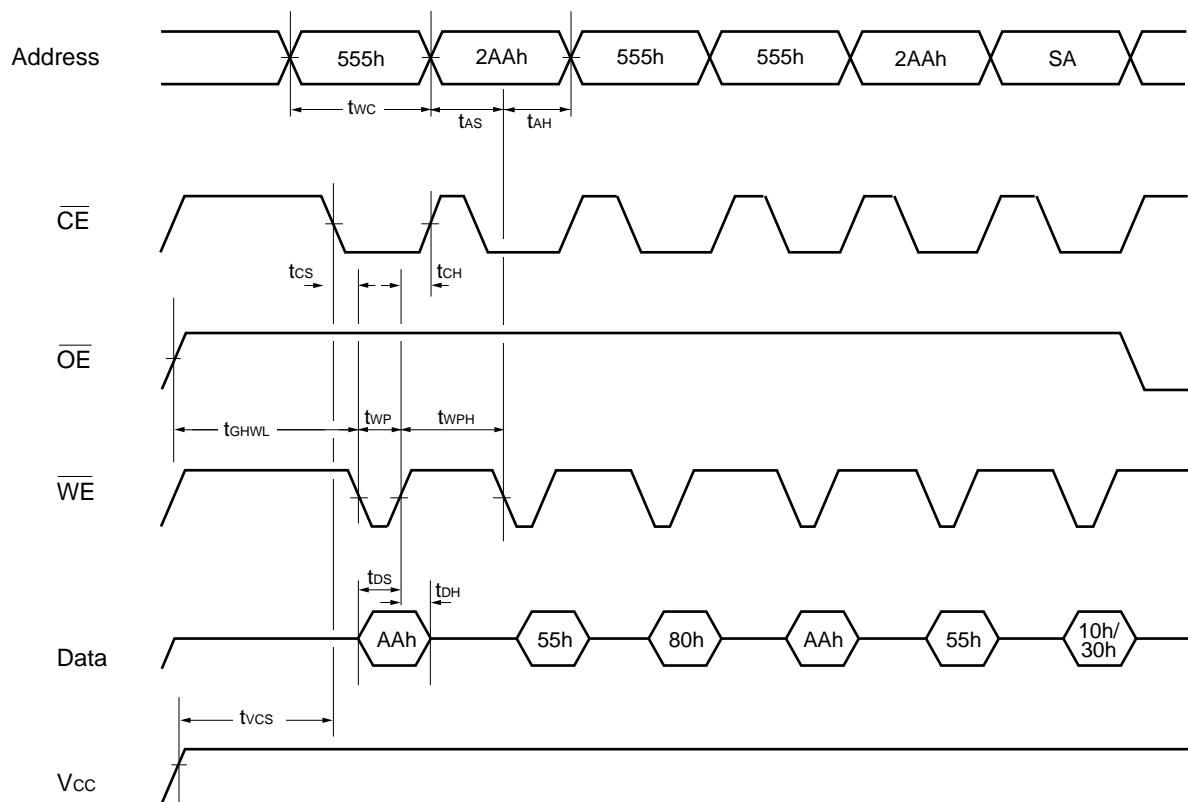 Address
555h
2AAh
555h
555h
2AAh
SA
tWC
tAS
tAH
CE
tCS
tCH
OE
tGHWL
tWP
tWPH
WE
tDS
tDH
Data
AAh
55h
80h
AAh
55h
10h/
30h
tVCS
VCC